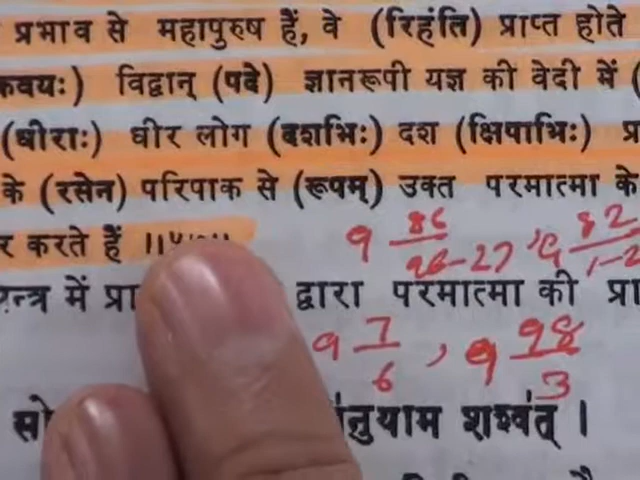 प्रभाव से महापुरुष हैं, वे (रिहंति) प्राप्त होते
कवयः) विद्वान् (पदे) ज्ञानरूपी यज्ञ की वेदी में (
(धीराः) धीर लोग (दशभिः) दश (क्षिपाभिः) प्र
के (रसेन) परिपाक से (रूपम्) उक्त परमात्मा के
र करते हैं ॥
9 86/26-27, 9 82/1-2
न्त्र में प्रा द्वारा परमात्मा की प्रा
9 7/6, 9 98/3
सो नुयाम शश्व॑त् ।